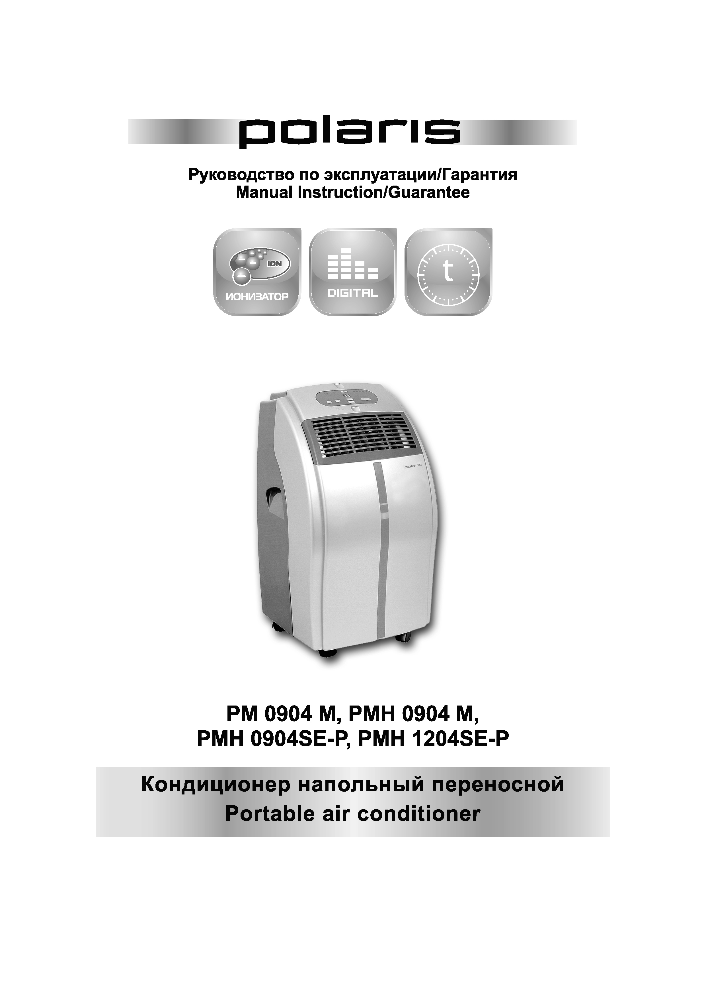 polaris
Руководство по эксплуатации/Гарантия
Manual Instruction/Guarantee
ION
ИОНИЗАТОР
DIGITAL
t
polaris
PM 0904 M, PMH 0904 M,
PMH 0904SE-P, PMH 1204SE-P
Кондиционер напольный переносной
Portable air conditioner